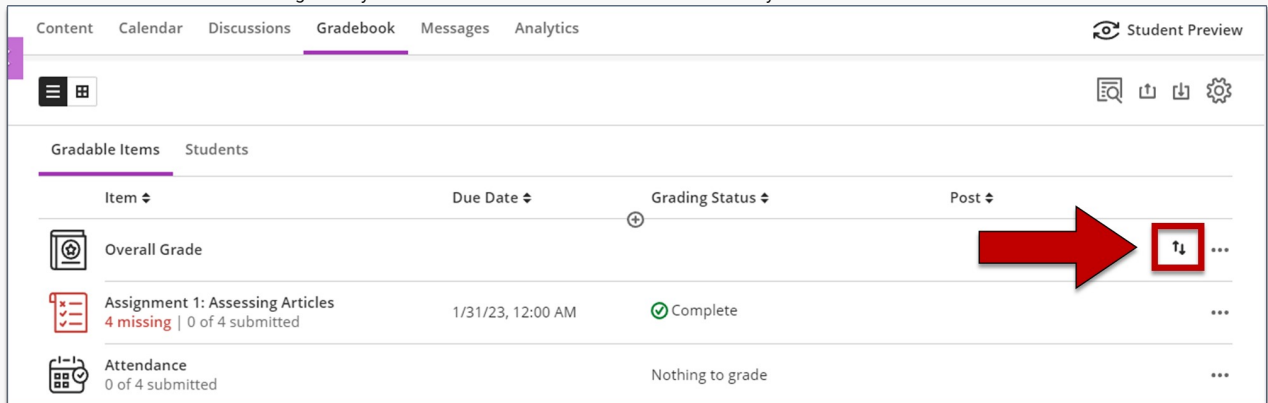 Content Calendar Discussions Gradebook Messages Analytics Student Preview
Gradable Items Students
Item Due Date Grading Status Post
Overall Grade
Assignment 1: Assessing Articles
4 missing | 0 of 4 submitted 1/31/23, 12:00 AM Complete
Attendance
0 of 4 submitted Nothing to grade